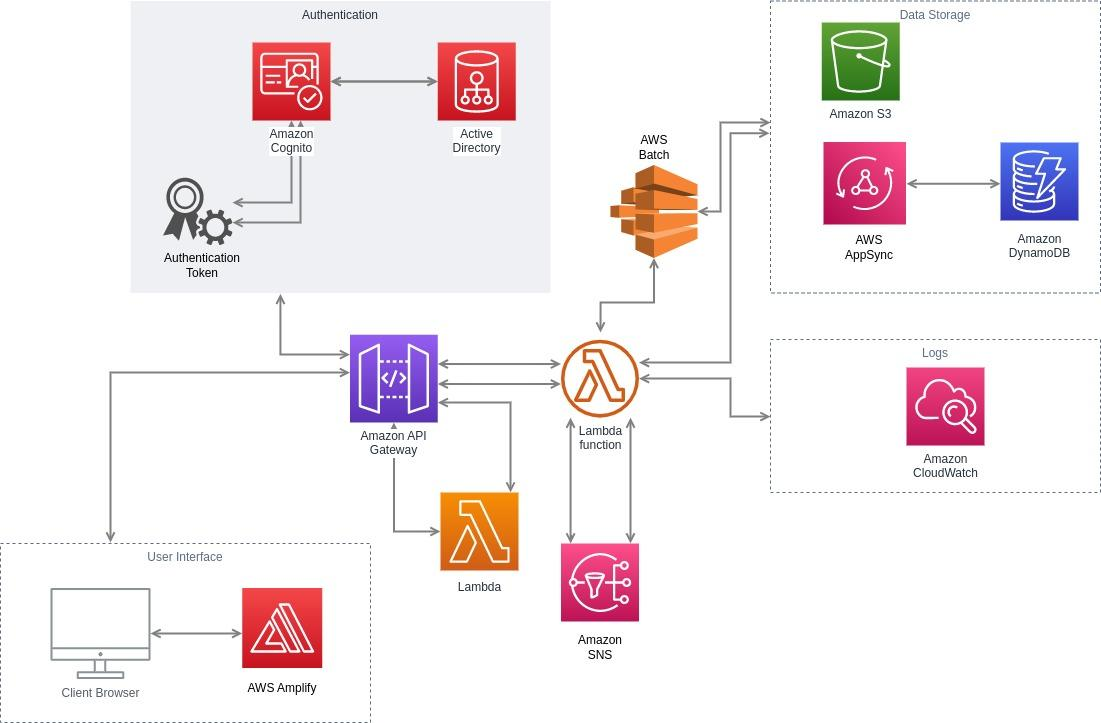 Authentication
Amazon
Cognito
Active
Directory
Authentication
Token
AWS
Batch
Data Storage
Amazon S3
AWS
AppSync
Amazon
DynamoDB
Amazon API
Gateway
Lambda
function
Logs
Amazon
CloudWatch
Lambda
Amazon
SNS
User Interface
Client Browser
AWS Amplify